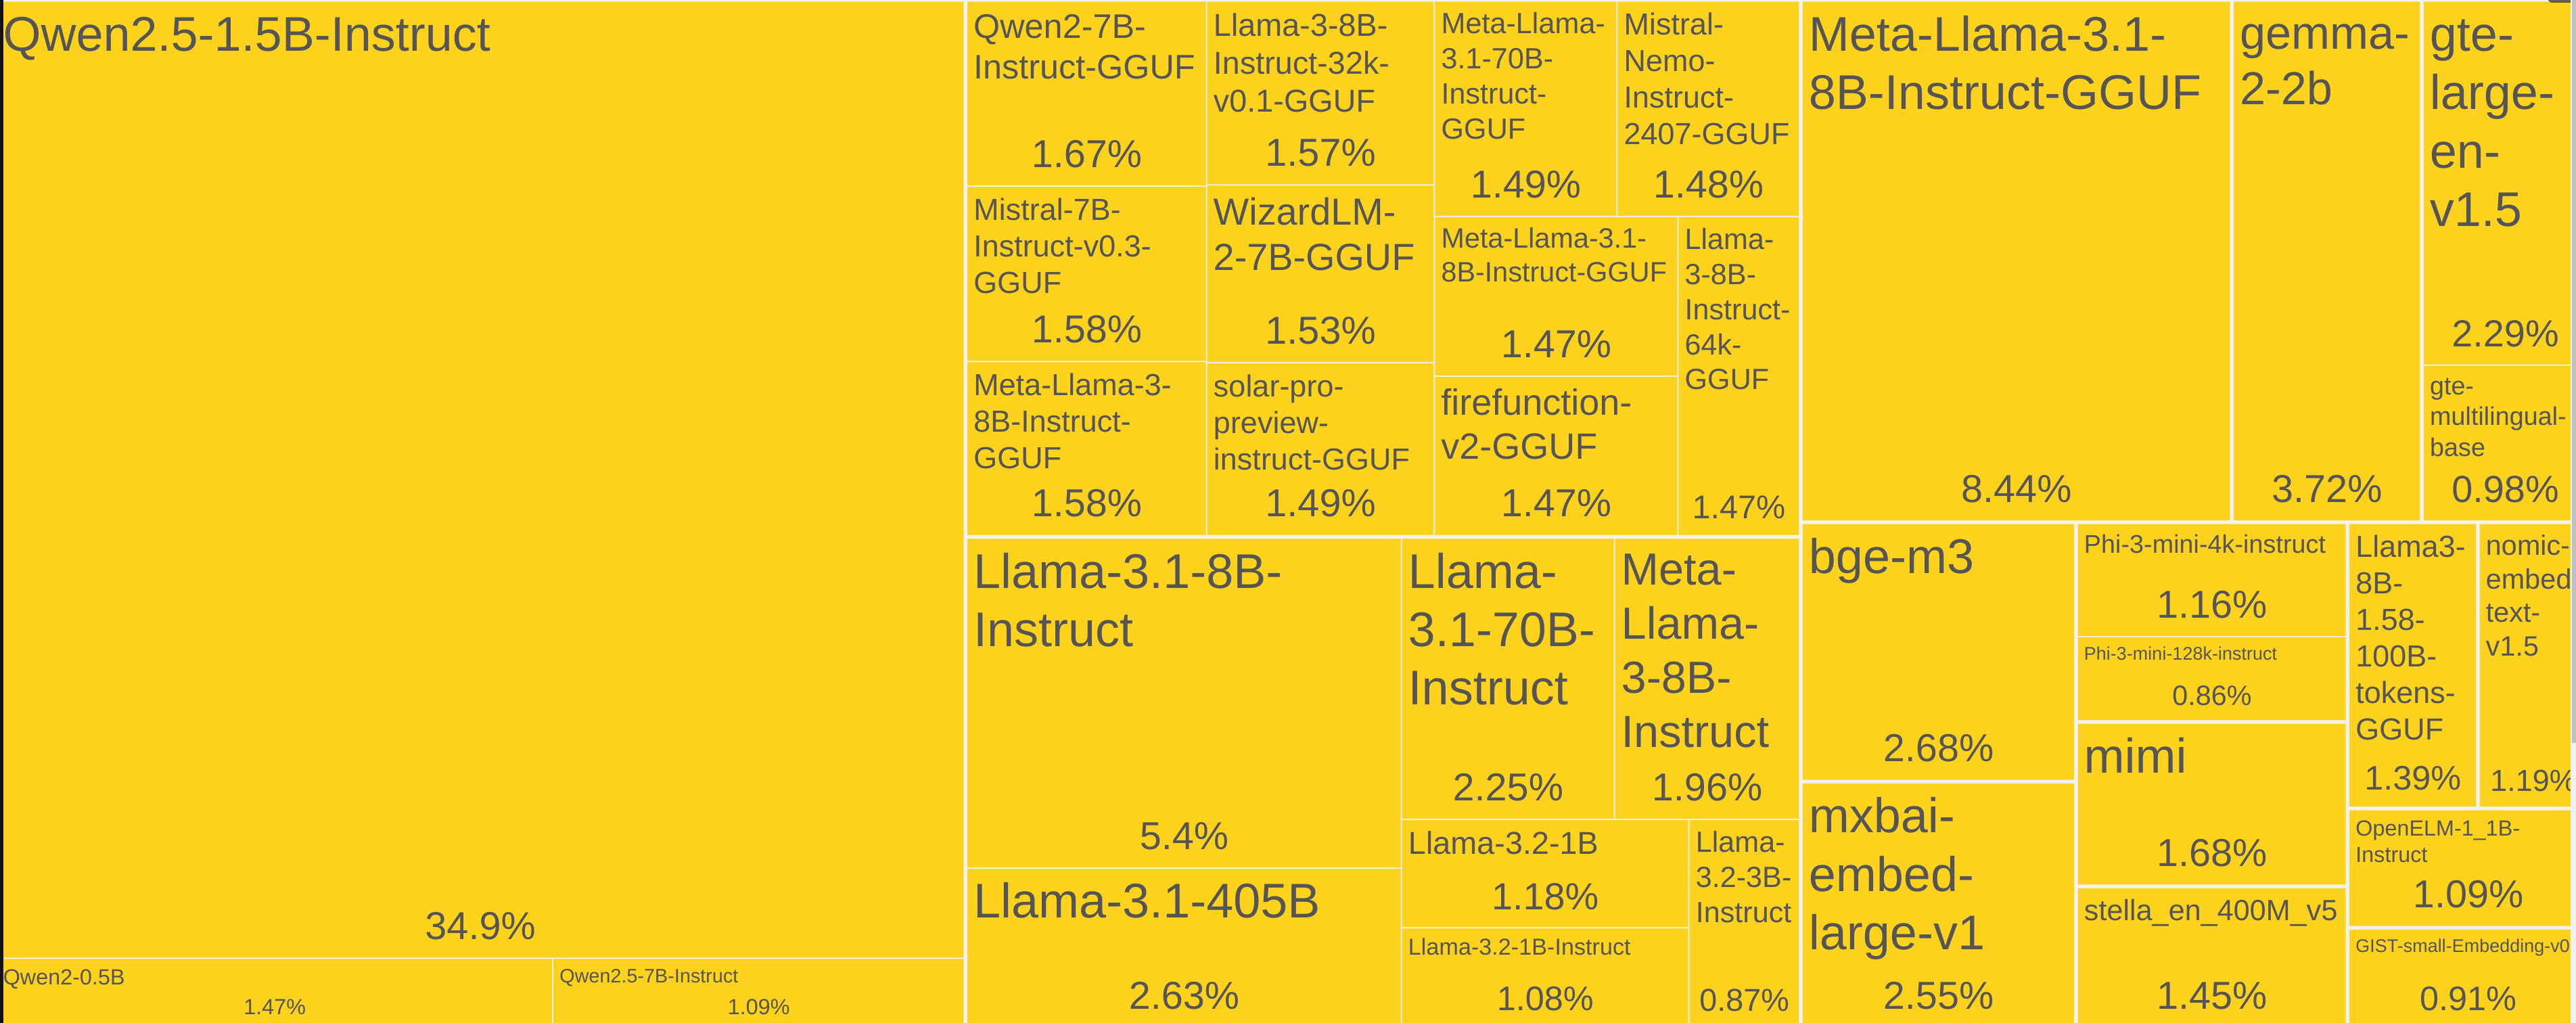 Qwen2.5-1.5B-Instruct
34.9%
Qwen2-0.5B
1.47%
Qwen2.5-7B-Instruct
1.09%
Qwen2-7B-
Instruct-GGUF
1.67%
Mistral-7B-
Instruct-v0.3-
GGUF
1.58%
Meta-Llama-3-
8B-Instruct-
GGUF
1.58%
Llama-3-8B-
Instruct-32k-
v0.1-GGUF
1.57%
WizardLM-
2-7B-GGUF
1.53%
solar-pro-
preview-
instruct-GGUF
1.49%
Meta-Llama-
3.1-70B-
Instruct-
GGUF
1.49%
Mistral-
Nemo-
Instruct-
2407-GGUF
1.48%
Meta-Llama-3.1-
8B-Instruct-GGUF
1.47%
firefunction-
v2-GGUF
1.47%
Llama-
3-8B-
Instruct-
64k-
GGUF
1.47%
Llama-3.1-8B-
Instruct
5.4%
Llama-3.1-405B
2.63%
Llama-
3.1-70B-
Instruct
2.25%
Meta-
Llama-
3-8B-
Instruct
1.96%
Llama-3.2-1B
1.18%
Llama-3.2-1B-Instruct
1.08%
Llama-
3.2-3B-
Instruct
0.87%
Meta-Llama-3.1-
8B-Instruct-GGUF
8.44%
gemma-
2-2b
3.72%
gte-
large-
en-
v1.5
2.29%
gte-
multilingual-
base
0.98%
bge-m3
2.68%
mxbai-
embed-
large-v1
2.55%
Phi-3-mini-4k-instruct
1.16%
Phi-3-mini-128k-instruct
0.86%
mimi
1.68%
stella_en_400M_v5
1.45%
Llama3-
8B-
1.58-
100B-
tokens-
GGUF
1.39%
nomic-
embed
text-
v1.5
1.19%
OpenELM-1_1B-
Instruct
1.09%
GIST-small-Embedding-v0
0.91%